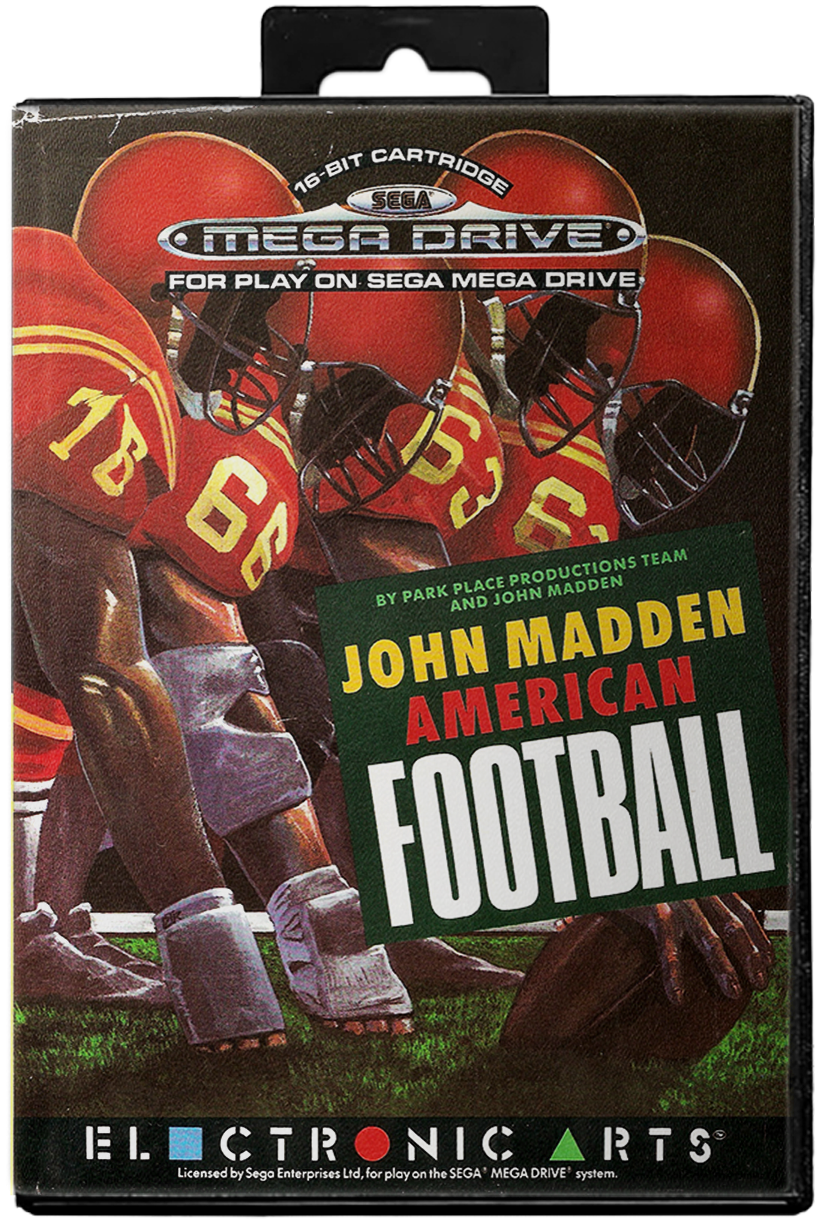 16-BIT CARTRIDGE
SEGA
MEGA DRIVE
FOR PLAY ON SEGA MEGA DRIVE
78
66
63
BY PARK PLACE PRODUCTIONS TEAM
AND JOHN MADDEN
JOHN MADDEN
AMERICAN
FOOTBALL
ELECTRONIC ARTS
Licensed by Sega Enterprises Ltd, for play on the SEGA® MEGA DRIVE® system.